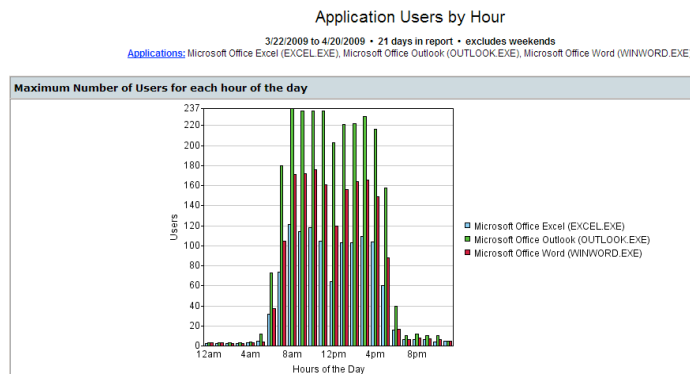 Application Users by Hour
3/22/2009 to 4/20/2009 • 21 days in report • excludes weekends
Applications: Microsoft Office Excel (EXCEL.EXE), Microsoft Office Outlook (OUTLOOK.EXE), Microsoft Office Word (WINWORD.EXE)
Maximum Number of Users for each hour of the day
237
220
200
180
160
140
120
100
80
60
40
20
0
Users
12am 4am 8am 12pm 4pm 8pm
Hours of the Day
Microsoft Office Excel (EXCEL.EXE)
Microsoft Office Outlook (OUTLOOK.EXE)
Microsoft Office Word (WINWORD.EXE)